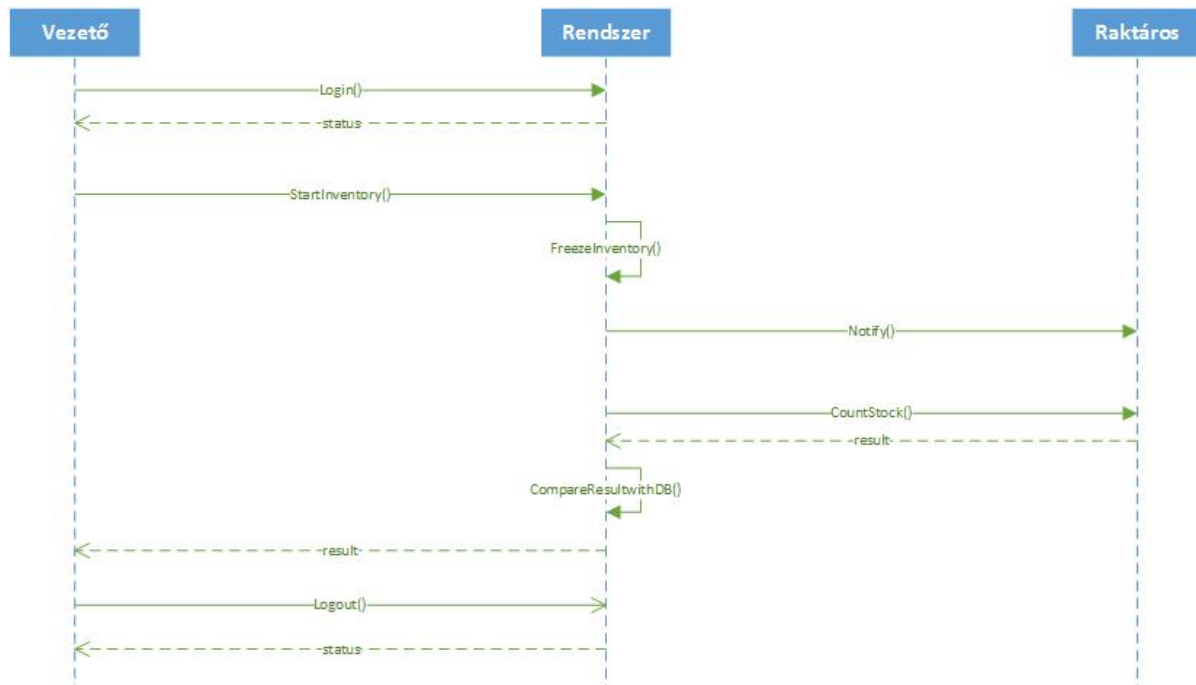 Vezető
Rendszer
Raktáros
Login()
status
StartInventory()
FreezeInventory()
Notify()
CountStock()
result
CompareResultwithDB()
result
Logout()
status